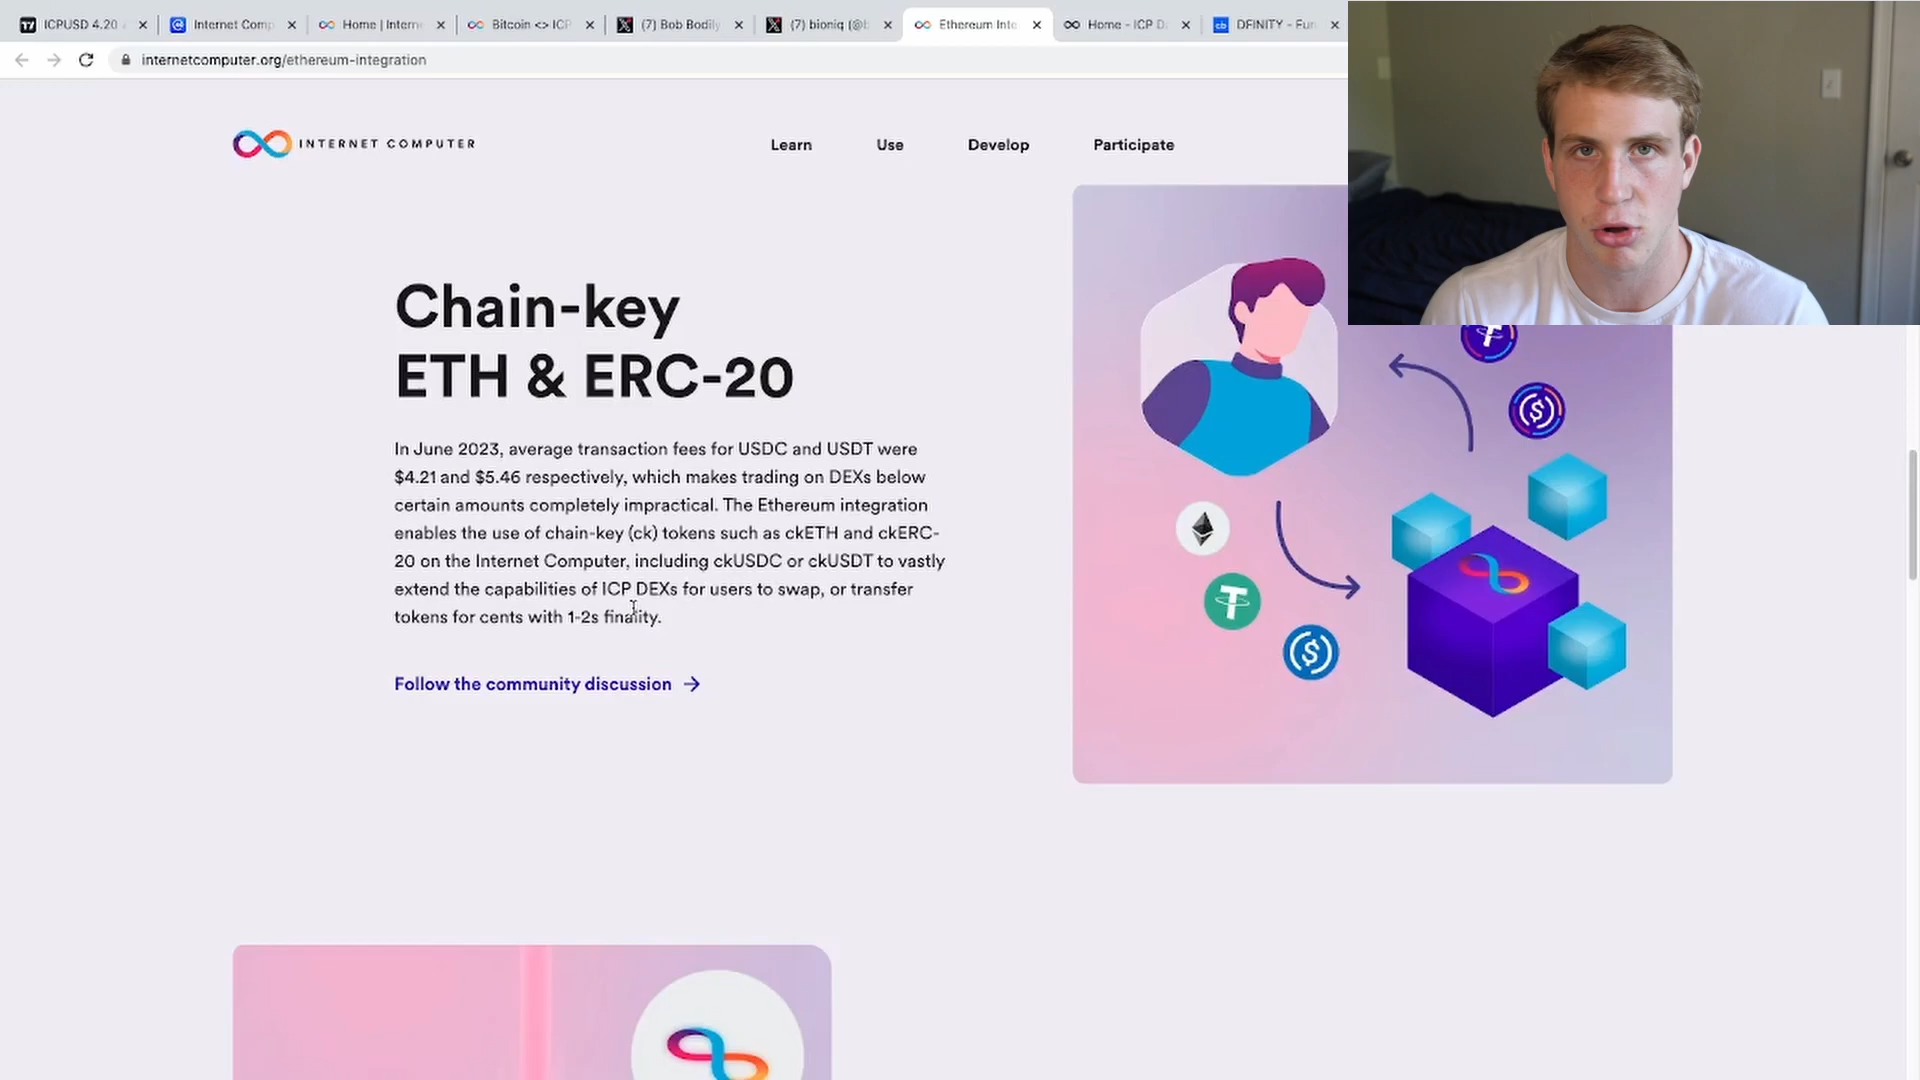 ICPUSD 4.20
Internet Comp
Home | Intern
Bitcoin <> ICP
(7) Bob Bodily
(7) bioniq (@b
Ethereum Inte
Home - ICP D
DFINITY - Fun
internetcomputer.org/ethereum-integration
INTERNET COMPUTER
Learn
Use
Develop
Participate
Chain-key
ETH & ERC-20
In June 2023, average transaction fees for USDC and USDT were
$4.21 and $5.46 respectively, which makes trading on DEXs below
certain amounts completely impractical. The Ethereum integration
enables the use of chain-key (ck) tokens such as ckETH and ckERC-
20 on the Internet Computer, including ckUSDC or ckUSDT to vastly
extend the capabilities of ICP DEXs for users to swap, or transfer
tokens for cents with 1-2s finality.
Follow the community discussion →